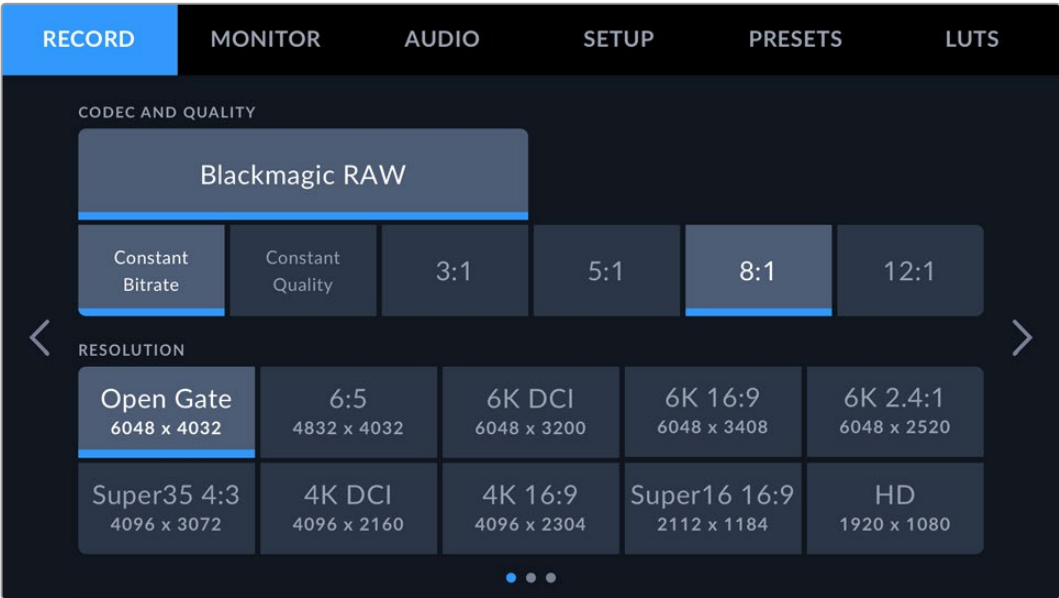 RECORD MONITOR AUDIO SETUP PRESETS LUTS
CODEC AND QUALITY
Blackmagic RAW
Constant Bitrate Constant Quality 3:1 5:1 8:1 12:1
RESOLUTION
Open Gate 6:5 6K DCI 6K 16:9 6K 2.4:1
6048 x 4032 4832 x 4032 6048 x 3200 6048 x 3408 6048 x 2520
Super35 4:3 4K DCI 4K 16:9 Super16 16:9 HD
4096 x 3072 4096 x 2160 4096 x 2304 2112 x 1184 1920 x 1080